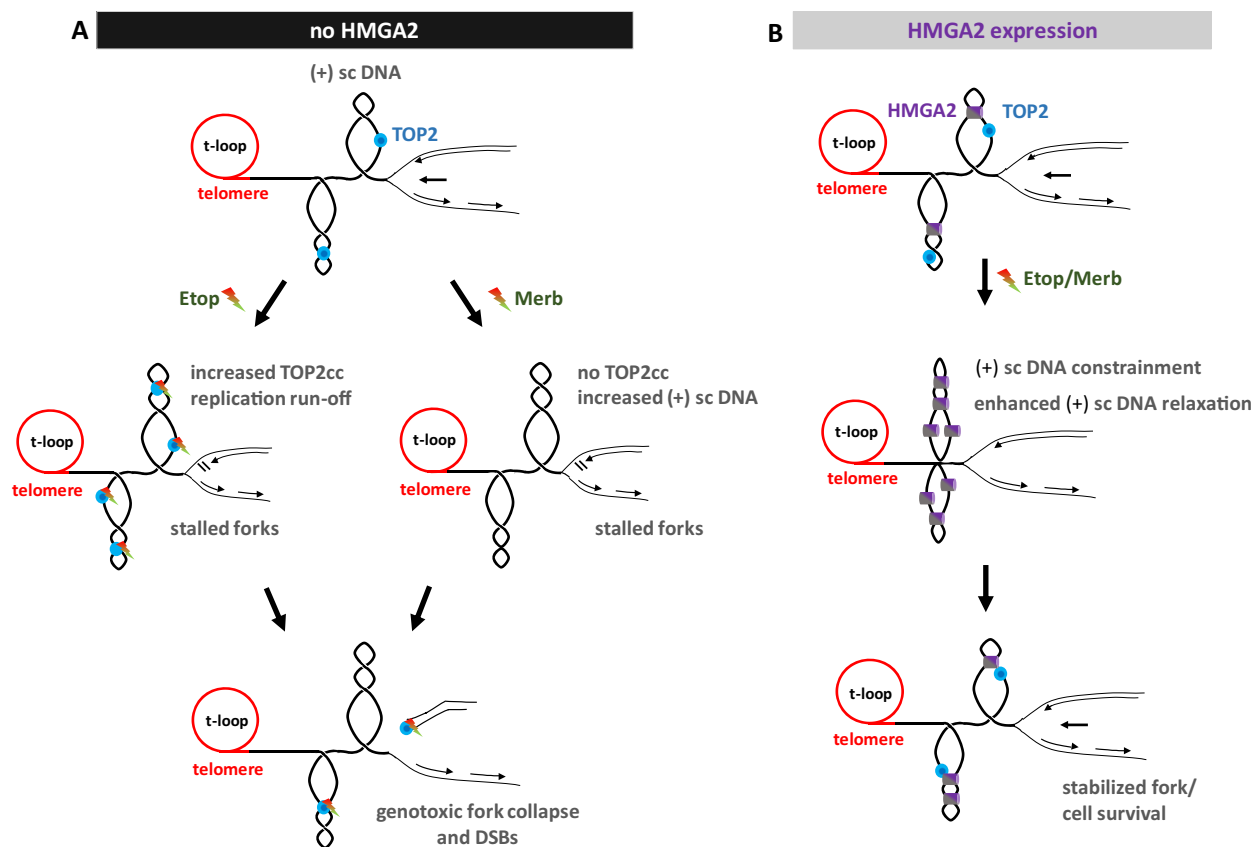 A
no HMGA2
(+) sc DNA
TOP2
t-loop
telomere
Etop
Merb
increased TOP2cc
replication run-off
t-loop
telomere
stalled forks
no TOP2cc
increased (+) sc DNA
t-loop
telomere
stalled forks
t-loop
telomere
genotoxic fork collapse
and DSBs
B
HMGA2 expression
HMGA2
TOP2
t-loop
telomere
Etop/Merb
(+) sc DNA constrainment
enhanced (+) sc DNA relaxation
t-loop
telomere
t-loop
telomere
stabilized fork/
cell survival